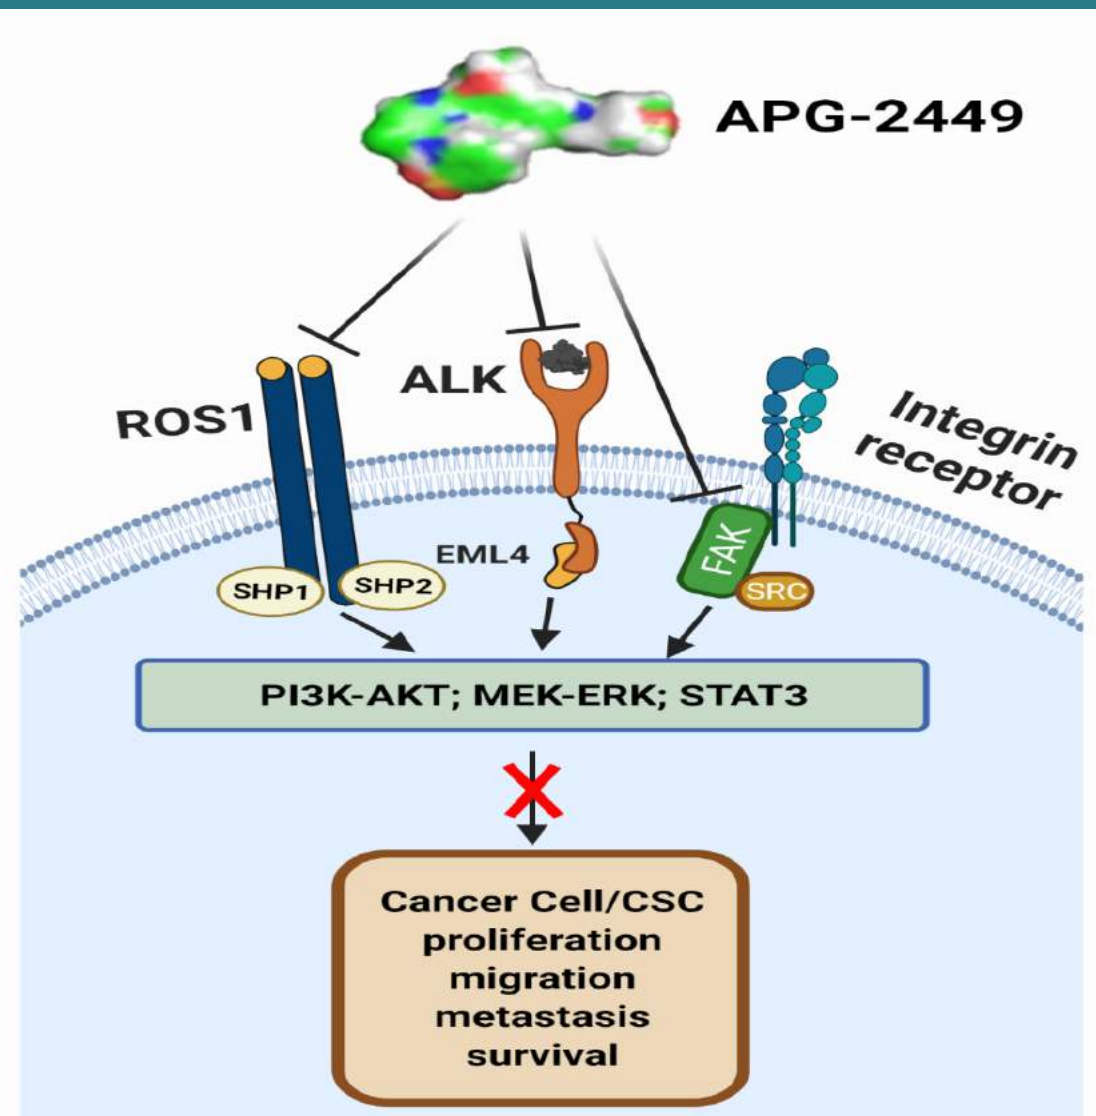 APG-2449
ROS1
ALK
Integrin
receptor
EML4
FAK
SHP1
SHP2
SRC
PI3K-AKT; MEK-ERK; STAT3
Cancer Cell/CSC
proliferation
migration
metastasis
survival